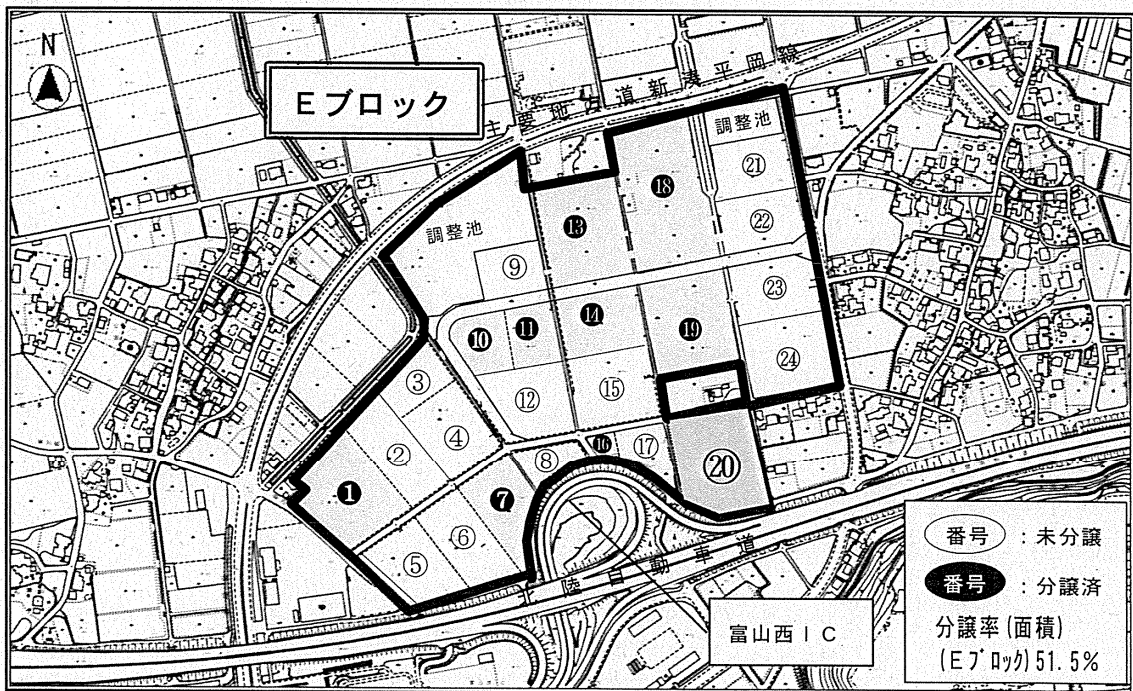 N
Eブロック
主要地方道新湊平岡線
調整池
㉑
⑱
⑬
㉒
調整池
⑨
㉓
⑭
⑩
⑪
⑲
㉔
③
⑮
⑫
②
④
⑯
⑰
⑧
⑳
①
⑦
⑥
⑤
陸自動車道
富山西IC
番号 : 未分譲
番号 : 分譲済
分譲率(面積)
(Eブロック)51.5%